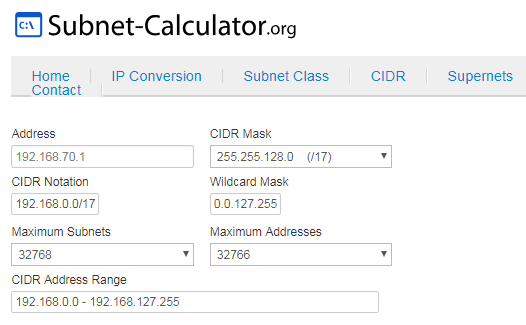 C:\ Subnet-Calculator.org
Home IP Conversion Subnet Class CIDR Supernets
Contact
Address CIDR Mask
192.168.70.1 255.255.128.0 (/17)
CIDR Notation Wildcard Mask
192.168.0.0/17 0.0.127.255
Maximum Subnets Maximum Addresses
32768 32766
CIDR Address Range
192.168.0.0 - 192.168.127.255